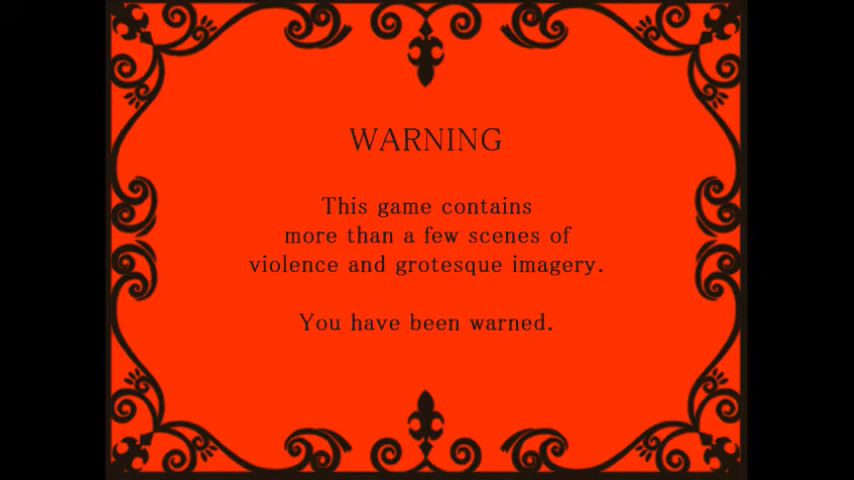 WARNING
This game contains
more than a few scenes of
violence and grotesque imagery.
You have been warned.